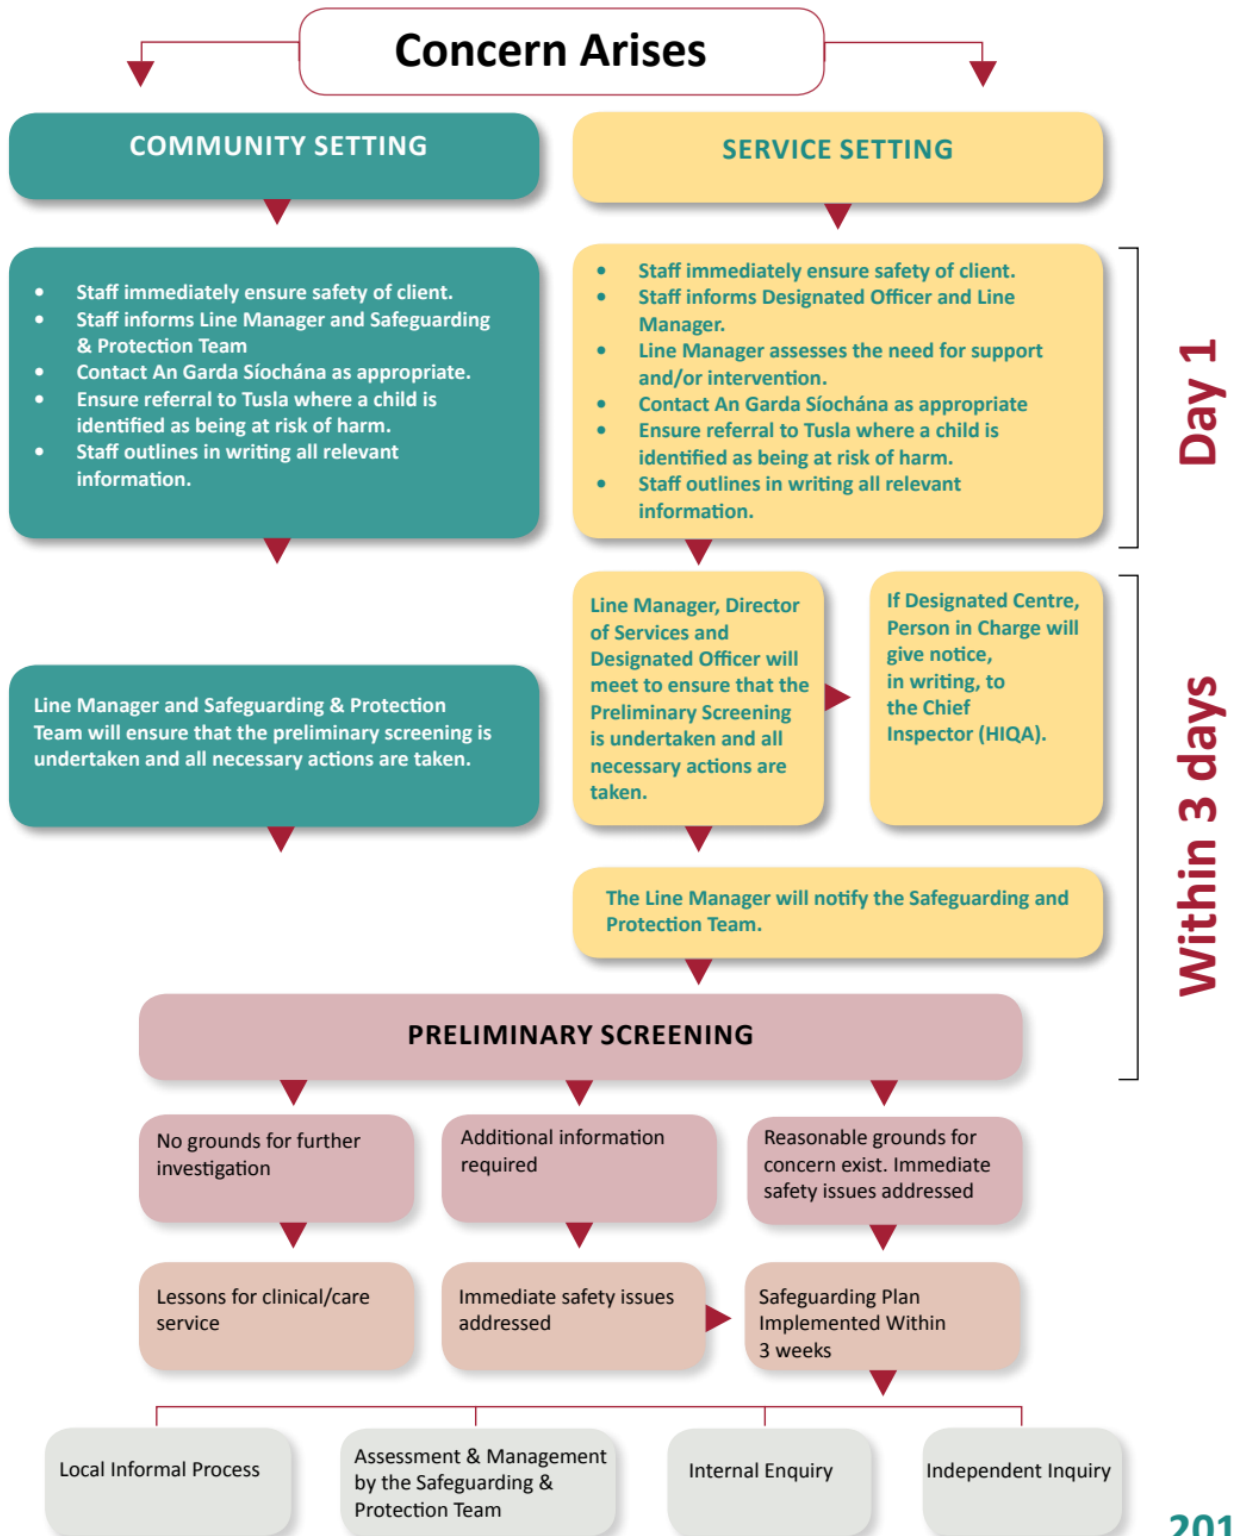 Concern Arises
COMMUNITY SETTING
SERVICE SETTING
• Staff immediately ensure safety of client.
• Staff informs Line Manager and Safeguarding
& Protection Team
• Contact An Garda Síochána as appropriate.
• Ensure referral to Tusla where a child is
identified as being at risk of harm.
• Staff outlines in writing all relevant
information.
• Staff immediately ensure safety of client.
• Staff informs Designated Officer and Line
Manager.
• Line Manager assesses the need for support
and/or intervention.
• Contact An Garda Síochána as appropriate
• Ensure referral to Tusla where a child is
identified as being at risk of harm.
• Staff outlines in writing all relevant
information.
Day 1
Line Manager and Safeguarding & Protection
Team will ensure that the preliminary screening is
undertaken and all necessary actions are taken.
Line Manager, Director
of Services and
Designated Officer will
meet to ensure that the
Preliminary Screening
is undertaken and all
necessary actions are
taken.
If Designated Centre,
Person in Charge will
give notice,
in writing, to
the Chief
Inspector (HIQA).
The Line Manager will notify the Safeguarding and
Protection Team.
Within 3 days
PRELIMINARY SCREENING
No grounds for further
investigation
Additional information
required
Reasonable grounds for
concern exist. Immediate
safety issues addressed
Lessons for clinical/care
service
Immediate safety issues
addressed
Safeguarding Plan
Implemented Within
3 weeks
Local Informal Process
Assessment & Management
by the Safeguarding &
Protection Team
Internal Enquiry
Independent Inquiry
201